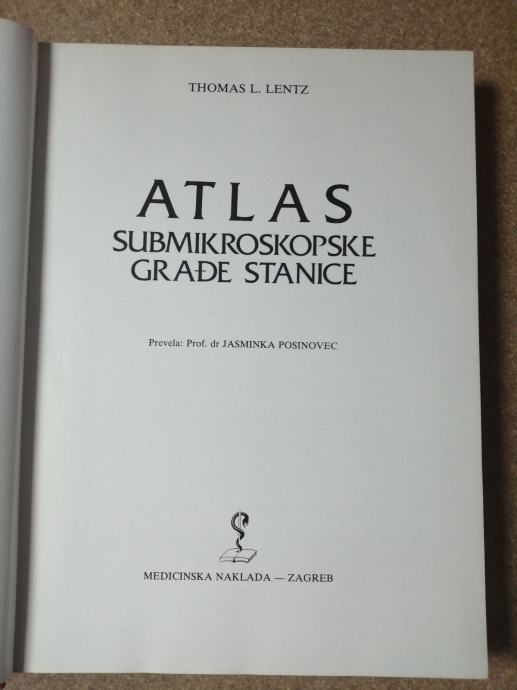 THOMAS L. LENTZ
ATLAS
SUBMIKROSKOPSKE
GRAĐE STANICE
Prevela: Prof. dr JASMINKA POSINOVEC
MEDICINSKA NAKLADA — ZAGREB